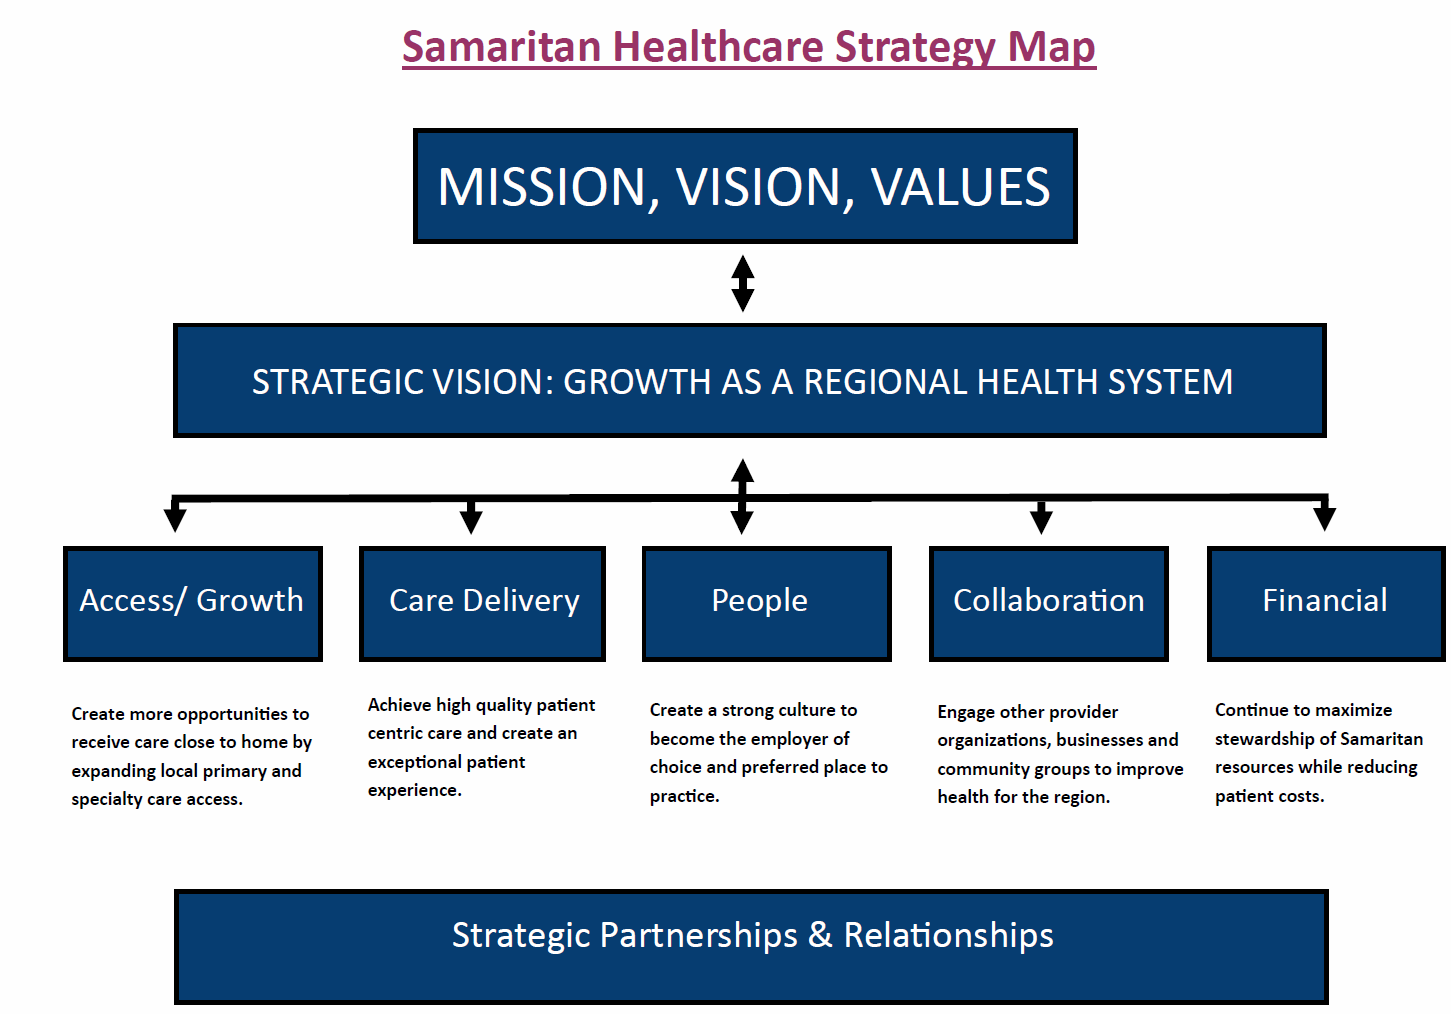 Samaritan Healthcare Strategy Map
MISSION, VISION, VALUES
STRATEGIC VISION: GROWTH AS A REGIONAL HEALTH SYSTEM
Access/ Growth
Create more opportunities to
receive care close to home by
expanding local primary and
specialty care access.
Care Delivery
Achieve high quality patient
centric care and create an
exceptional patient
experience.
People
Create a strong culture to
become the employer of
choice and preferred place to
practice.
Collaboration
Engage other provider
organizations, businesses and
community groups to improve
health for the region.
Financial
Continue to maximize
stewardship of Samaritan
resources while reducing
patient costs.
Strategic Partnerships & Relationships